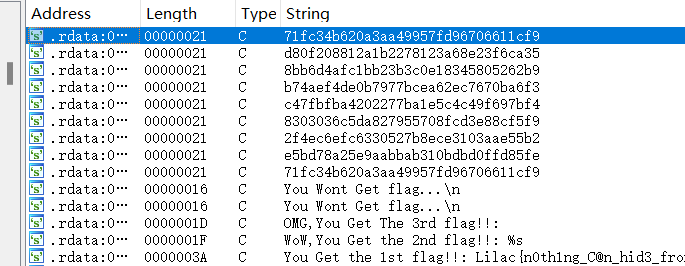 Address Length Type String
.rdata:0… 00000021 C 71fc34b620a3aa49957fd96706611cf9
.rdata:0… 00000021 C d80f208812a1b2278123a68e23f6ca35
.rdata:0… 00000021 C 8bb6d4afc1bb23b3c0e18345805262b9
.rdata:0… 00000021 C b74aef4de0b7977bcea62ec7670ba6f3
.rdata:0… 00000021 C c47fbfba4202277ba1e5c4c49f697bf4
.rdata:0… 00000021 C 8303036c5da827955708fcd3e88cf5f9
.rdata:0… 00000021 C 2f4ec6efc6330527b8ece3103aae55b2
.rdata:0… 00000021 C e5bd78a25e9aabbab310bdbd0ffd85fe
.rdata:0… 00000021 C 71fc34b620a3aa49957fd96706611cf9
.rdata:0… 00000016 C You Wont Get flag...\n
.rdata:0… 00000016 C You Wont Get flag...\n
.rdata:0… 0000001D C OMG,You Get The 3rd flag!!:
.rdata:0… 0000001F C WoW,You Get the 2nd flag!!: %s
.rdata:0… 0000003A C You Get the 1st flag!!: Lilac{n0th1ng_C@n_hid3_fro